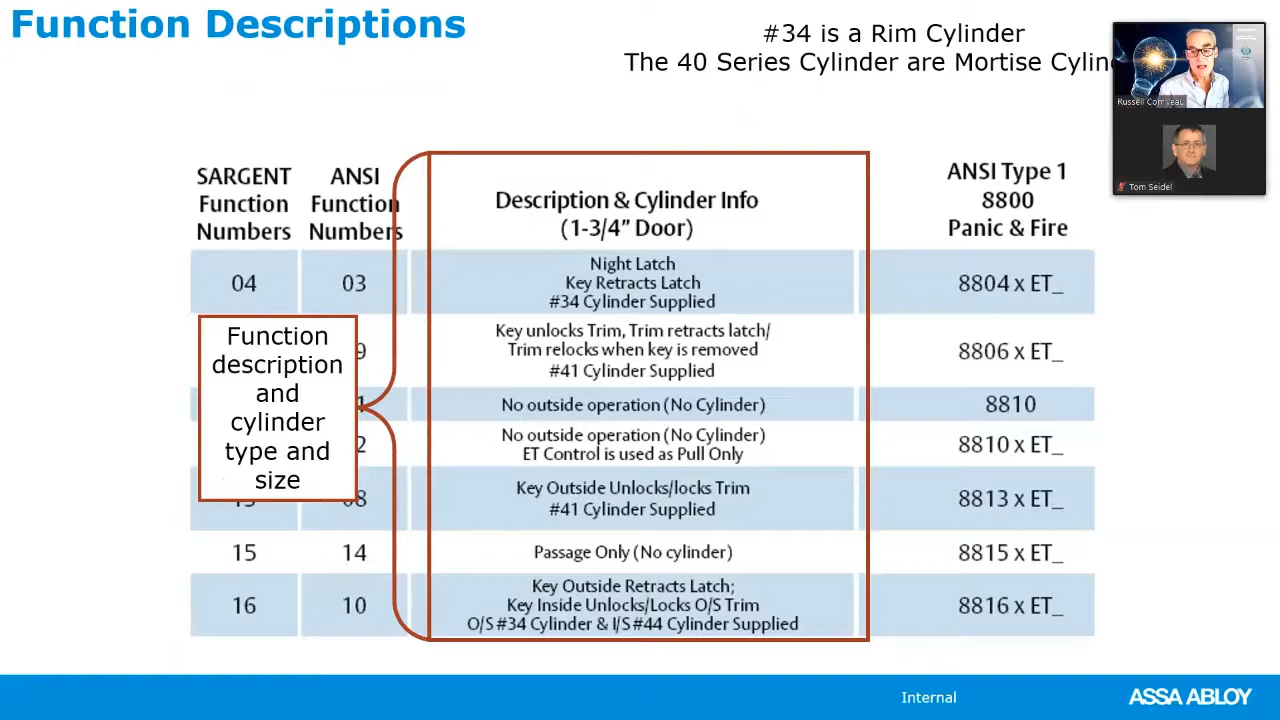 Function Descriptions
#34 is a Rim Cylinder
The 40 Series Cylinder are Mortise
Russell Corriveau
Tom Seidel
SARGENT
Function
Numbers
ANSI
Function
Numbers
Description & Cylinder Info
(1-3/4” Door)
ANSI Type 1
8800
Panic & Fire
04
03
Night Latch
Key Retracts Latch
#34 Cylinder Supplied
8804 x ET_
Function
description
and
cylinder
type and
size
Key unlocks Trim, Trim retracts latch/
Trim relocks when key is removed
#41 Cylinder Supplied
8806 x ET_
No outside operation (No Cylinder)
8810
No outside operation (No Cylinder)
ET Control is used as Pull Only
8810 x ET_
08
Key Outside Unlocks/locks Trim
#41 Cylinder Supplied
8813 x ET_
15
14
Passage Only (No cylinder)
8815 x ET_
16
10
Key Outside Retracts Latch;
Key Inside Unlocks/Locks O/S Trim
O/S #34 Cylinder & I/S #44 Cylinder Supplied
8816 x ET_
Internal
ASSA ABLOY